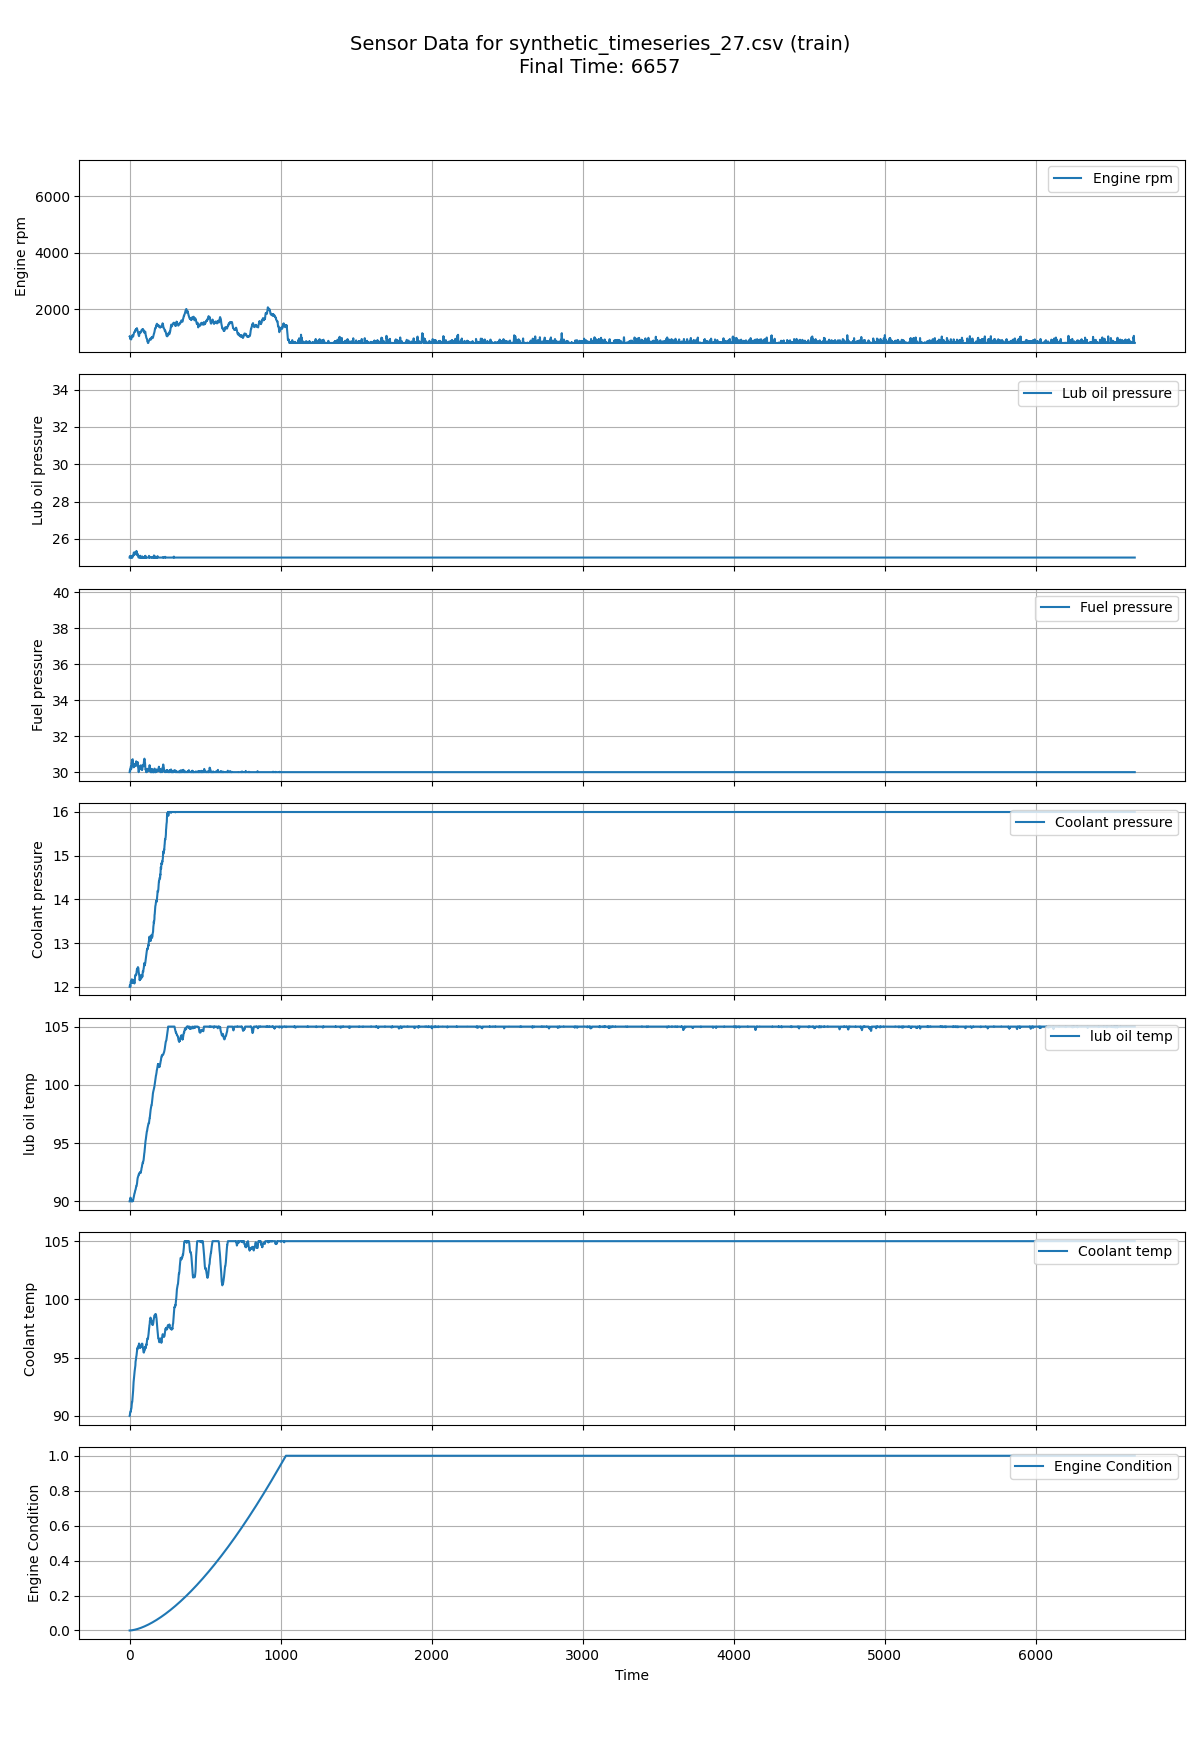 Sensor Data for synthetic_timeseries_27.csv (train)
Final Time: 6657
Engine rpm
6000
4000
2000
Engine rpm
Lub oil pressure
34
32
30
28
26
Lub oil pressure
Fuel pressure
40
38
36
34
32
30
Fuel pressure
Coolant pressure
16
15
14
13
12
Coolant pressure
lub oil temp
105
100
95
90
lub oil temp
Coolant temp
105
100
95
90
Coolant temp
Engine Condition
1.0
0.8
0.6
0.4
0.2
0.0
Engine Condition
0 1000 2000 3000 4000 5000 6000
Time